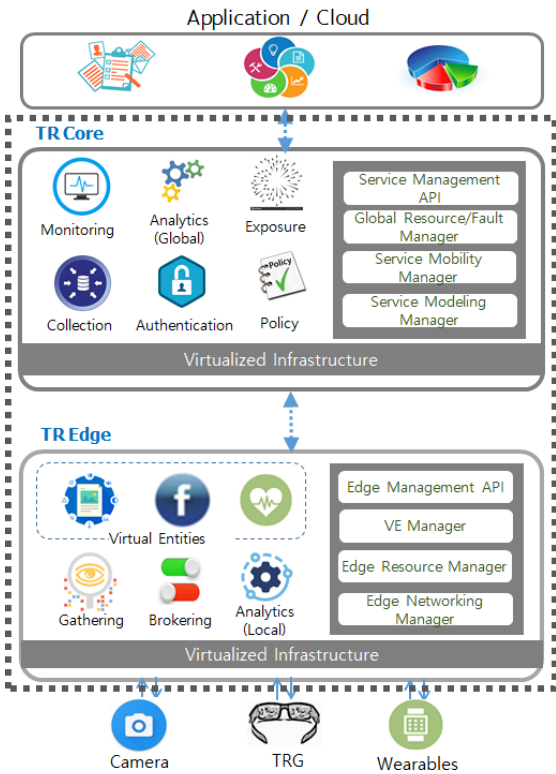 Application / Cloud
TR Core
Monitoring
Analytics
(Global)
Exposure
Collection
Authentication
Policy
Policy
Service Management
API
Global Resource/Fault
Manager
Service Mobility
Manager
Service Modeling
Manager
Virtualized Infrastructure
TR Edge
f
Virtual Entities
Gathering
Brokering
Analytics
(Local)
Edge Management API
VE Manager
Edge Resource Manager
Edge Networking
Manager
Virtualized Infrastructure
Camera
TRG
Wearables